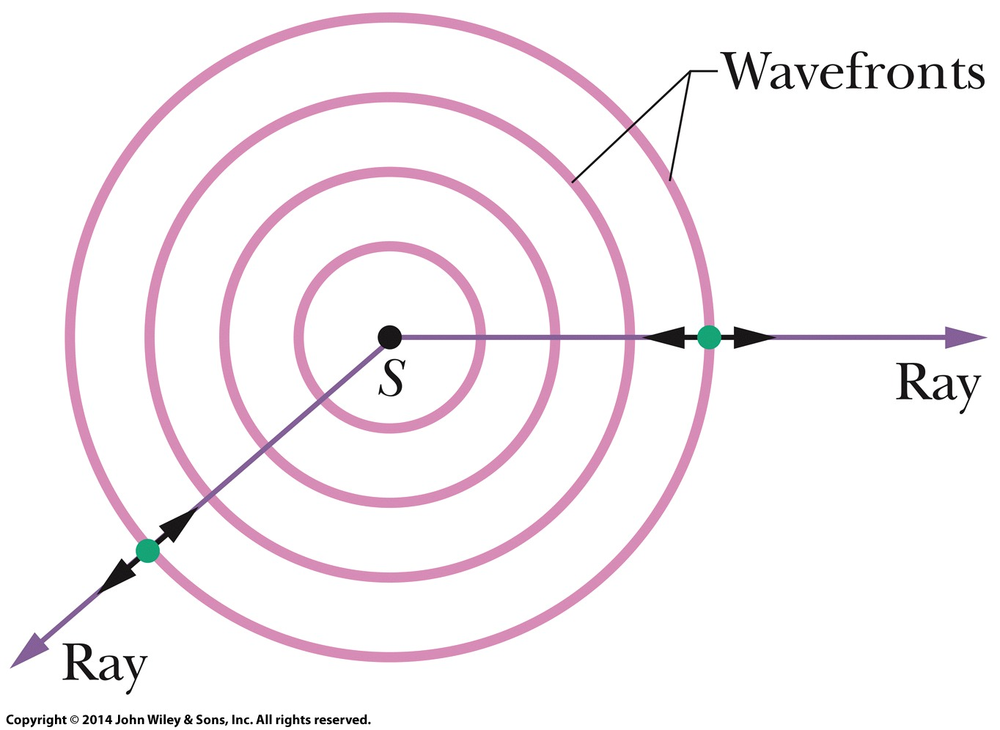 Wavefronts
S
Ray
Ray
Copyright © 2014 John Wiley & Sons, Inc. All rights reserved.